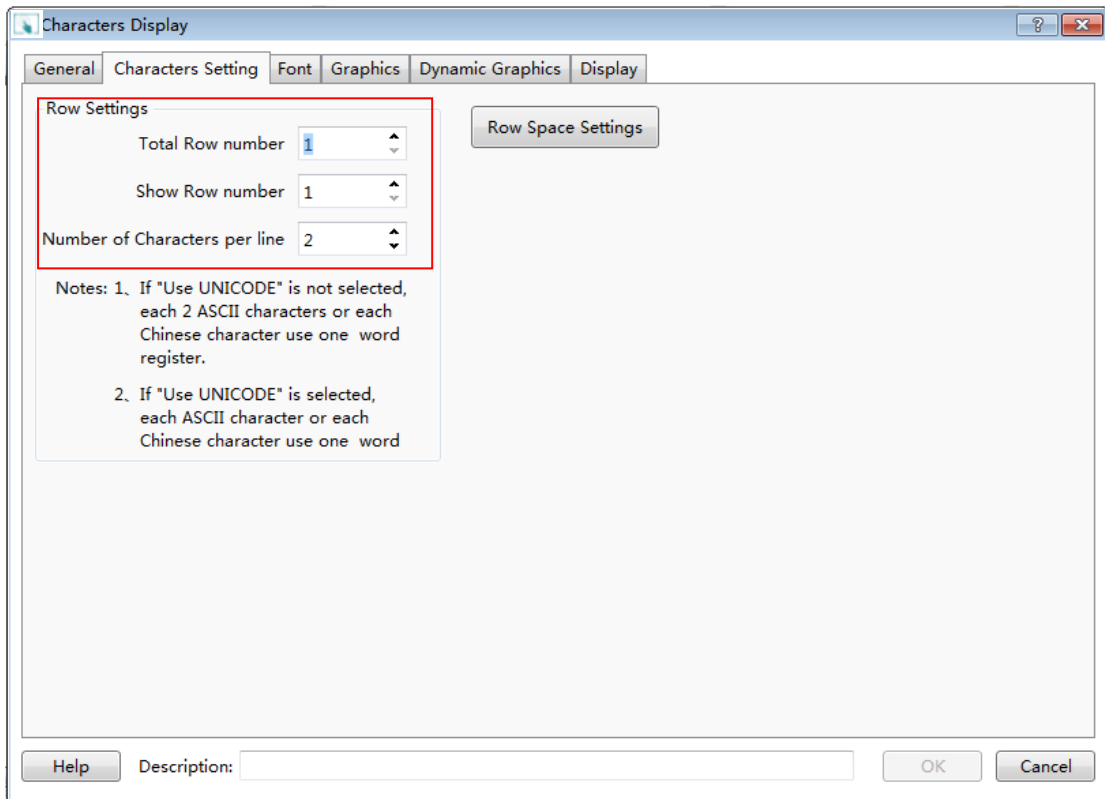 Characters Display
General Characters Setting Font Graphics Dynamic Graphics Display
Row Settings
Row Space Settings
Total Row number 1
Show Row number 1
Number of Characters per line 2
Notes: 1、If "Use UNICODE" is not selected,
each 2 ASCII characters or each
Chinese character use one word
register.
2、If "Use UNICODE" is selected,
each ASCII character or each
Chinese character use one word
Help Description: OK Cancel